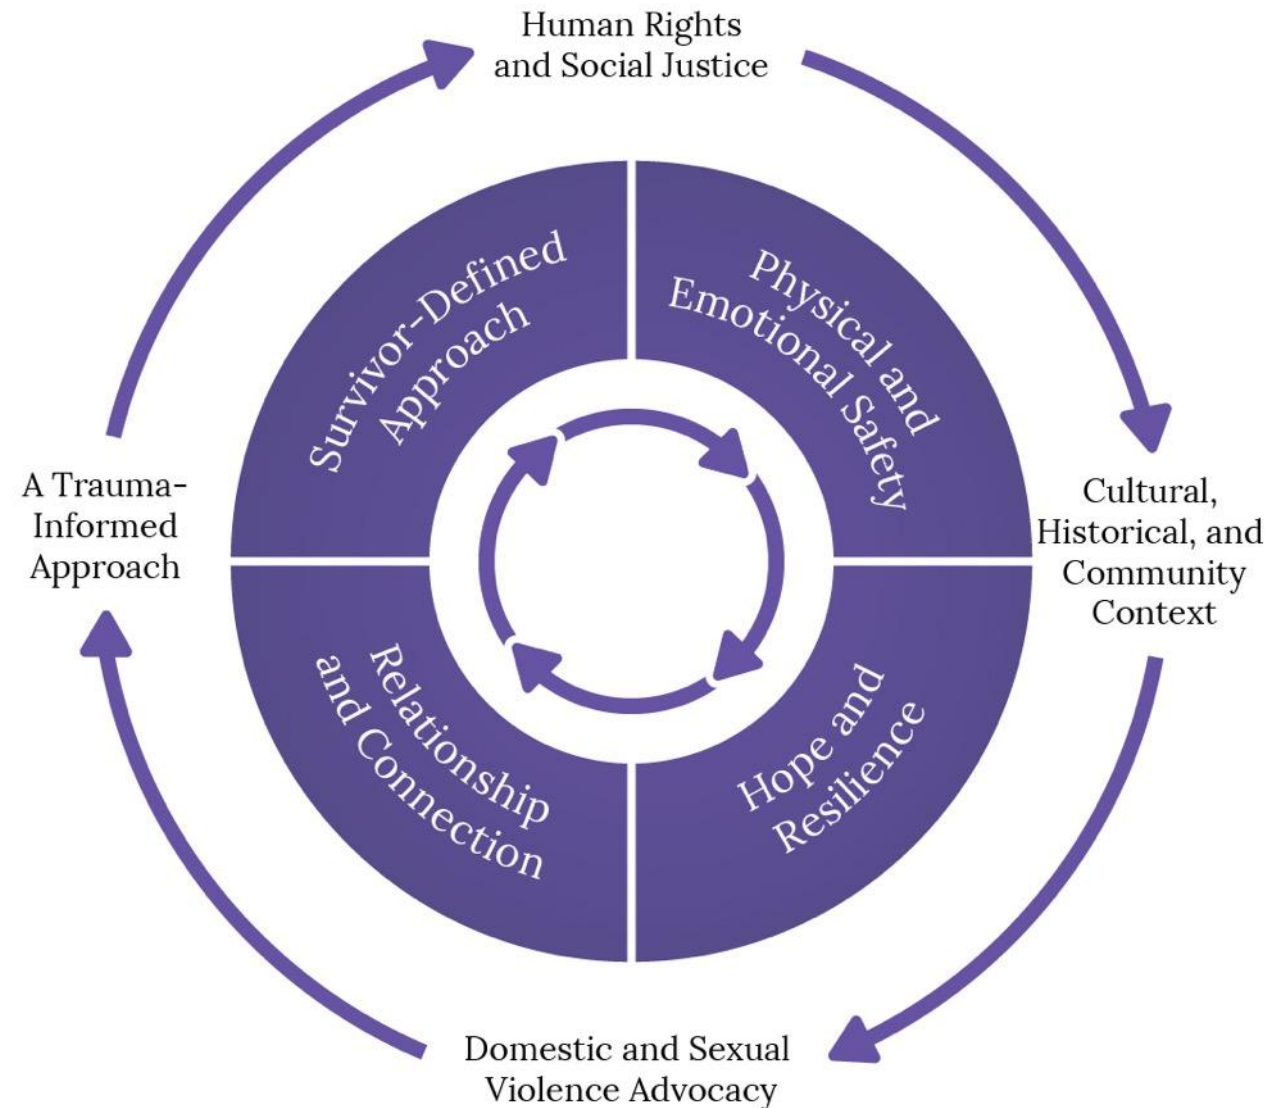 Human Rights
and Social Justice
Survivor-Defined
Approach
Physical and
Emotional Safety
A Trauma-
Informed
Approach
Cultural,
Historical, and
Community
Context
Relationship
and Connection
Hope and
Resilience
Domestic and Sexual
Violence Advocacy